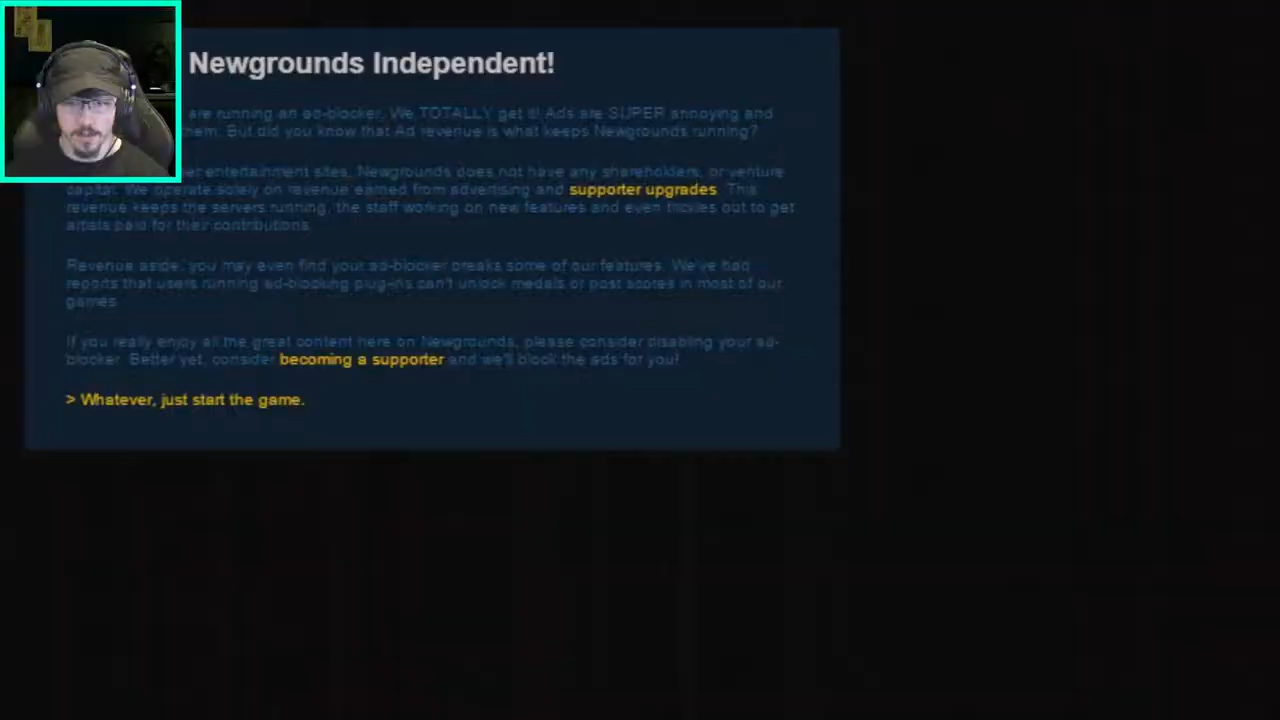 Newgrounds Independent!
are running an ad-blocker. We TOTALLY get it! Ads are SUPER annoying and
them. But did you know that Ad revenue is what keeps Newgrounds running?
er entertainment sites, Newgrounds does not have any shareholders, or venture
capital. We operate solely on revenue earned from advertising and supporter upgrades. This
revenue keeps the servers running, the staff working on new features and even trickles out to get
artists paid for their contributions.
Revenue aside, you may even find your ad-blocker breaks some of our features. We've had
reports that users running ad-blocking plug-ins can't unlock medals or post scores in most of our
games.
If you really enjoy all the great content here on Newgrounds, please consider disabling your ad-
blocker. Better yet, consider becoming a supporter and we'll block the ads for you!
> Whatever, just start the game.